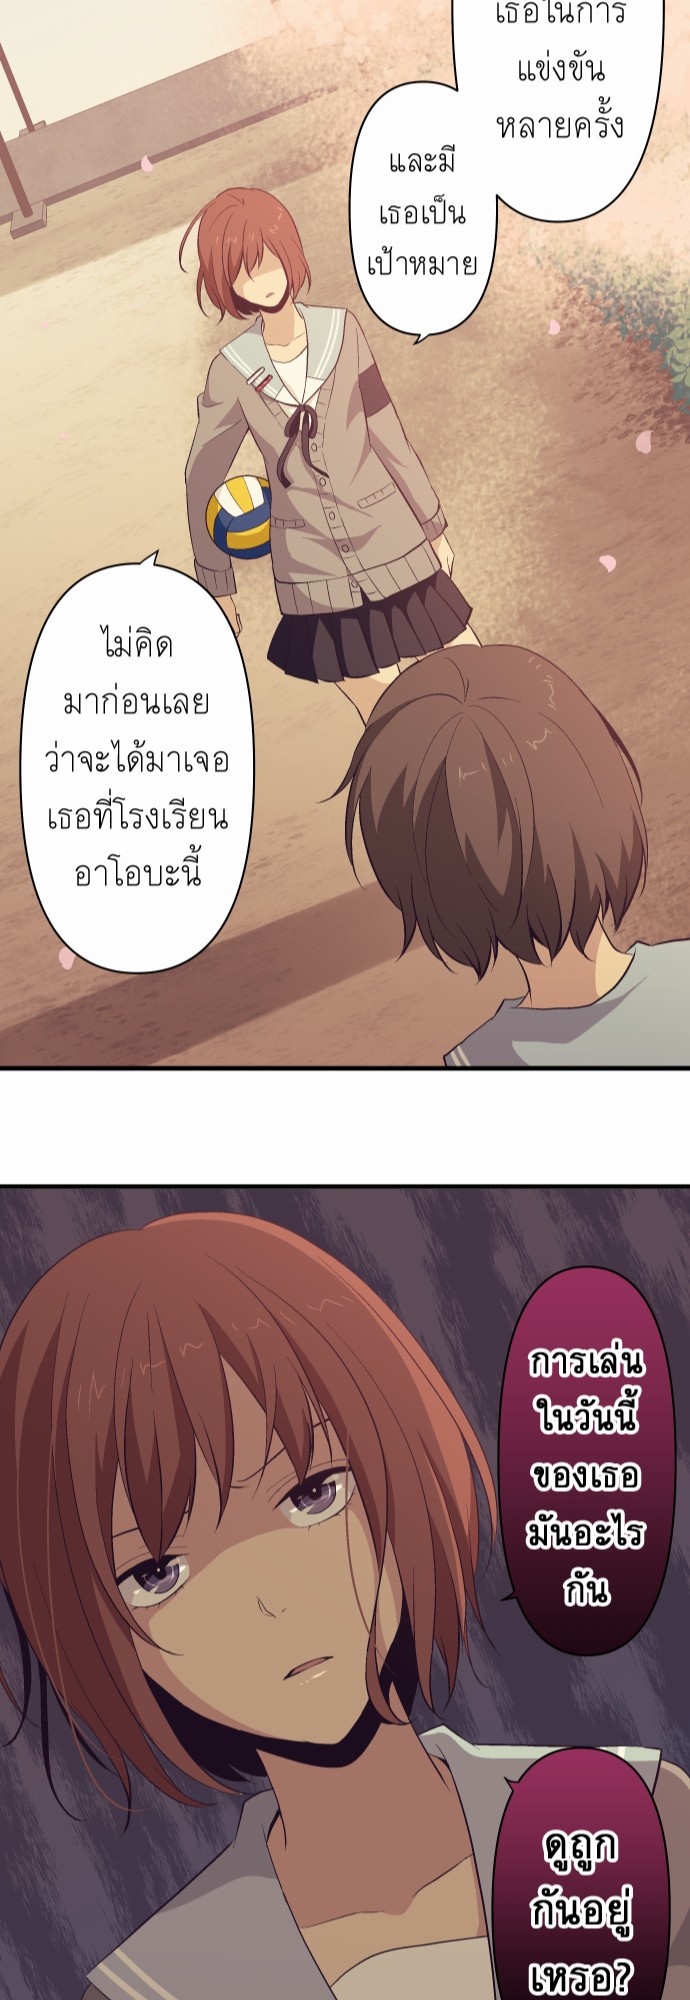 เธอในการ
แข่งขัน
หลายครั้ง
และมี
เธอเป็น
เป้าหมาย
ไม่คิด
มาก่อนเลย
ว่าจะได้มาเจอ
เธอที่โรงเรียน
อาโอบะนี้
การเล่น
ในวันนี้
ของเธอ
มันอะไร
กัน
ดูถูก
กันอยู่
เหรอ?